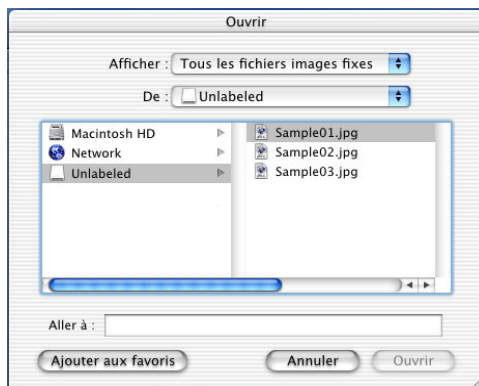 Ouvrir
Afficher : Tous les fichiers images fixes
De : Unlabeled
Macintosh HD
Network
Unlabeled
Sample01.jpg
Sample02.jpg
Sample03.jpg
Aller à :
Ajouter aux favoris
Annuler
Ouvrir